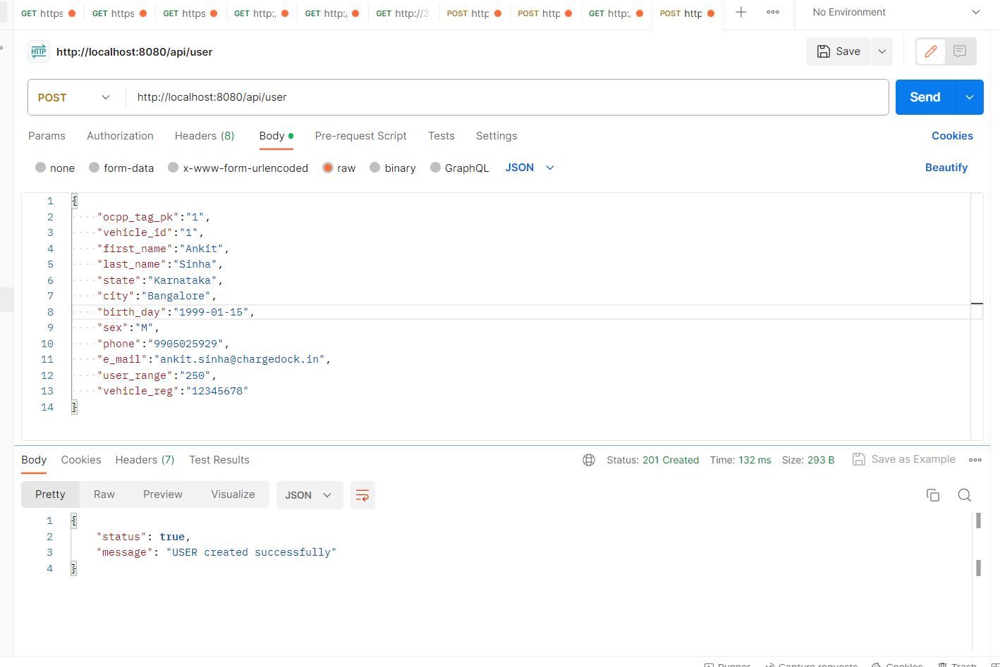 GET https GET https GET https GET http: GET http:/ GET http://3 POST http POST http GET http: POST http No Environment
HTTP http://localhost:8080/api/user Save
POST http://localhost:8080/api/user Send
Params Authorization Headers (8) Body Pre-request Script Tests Settings Cookies
none form-data x-www-form-urlencoded raw binary GraphQL JSON Beautify
1 {
2 "ocpp_tag_pk":"1",
3 "vehicle_id":"1",
4 "first_name":"Ankit",
5 "last_name":"Sinha",
6 "state":"Karnataka",
7 "city":"Bangalore",
8 "birth_day":"1999-01-15",
9 "sex":"M",
10 "phone":"9905025929",
11 "e_mail":"ankit.sinha@chargedock.in",
12 "user_range":"250",
13 "vehicle_reg":"12345678"
14 }
Body Cookies Headers (7) Test Results Status: 201 Created Time: 132 ms Size: 293 B Save as Example
Pretty Raw Preview Visualize JSON
1 {
2 "status": true,
3 "message": "USER created successfully"
4 }
Runner Capture requests Cookies Trash